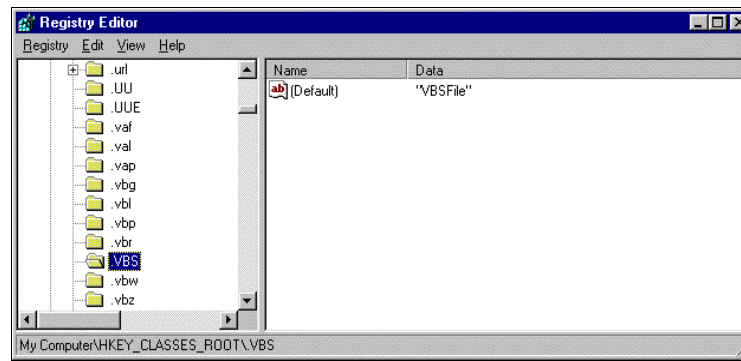 Registry Editor
Registry Edit View Help
.url
.UU
.UUE
.vaf
.val
.vap
.vbg
.vbl
.vbp
.vbr
.VBS
.vbw
.vbz
Name Data
ab (Default) "VBSFile"
My Computer\HKEY_CLASSES_ROOT\.VBS